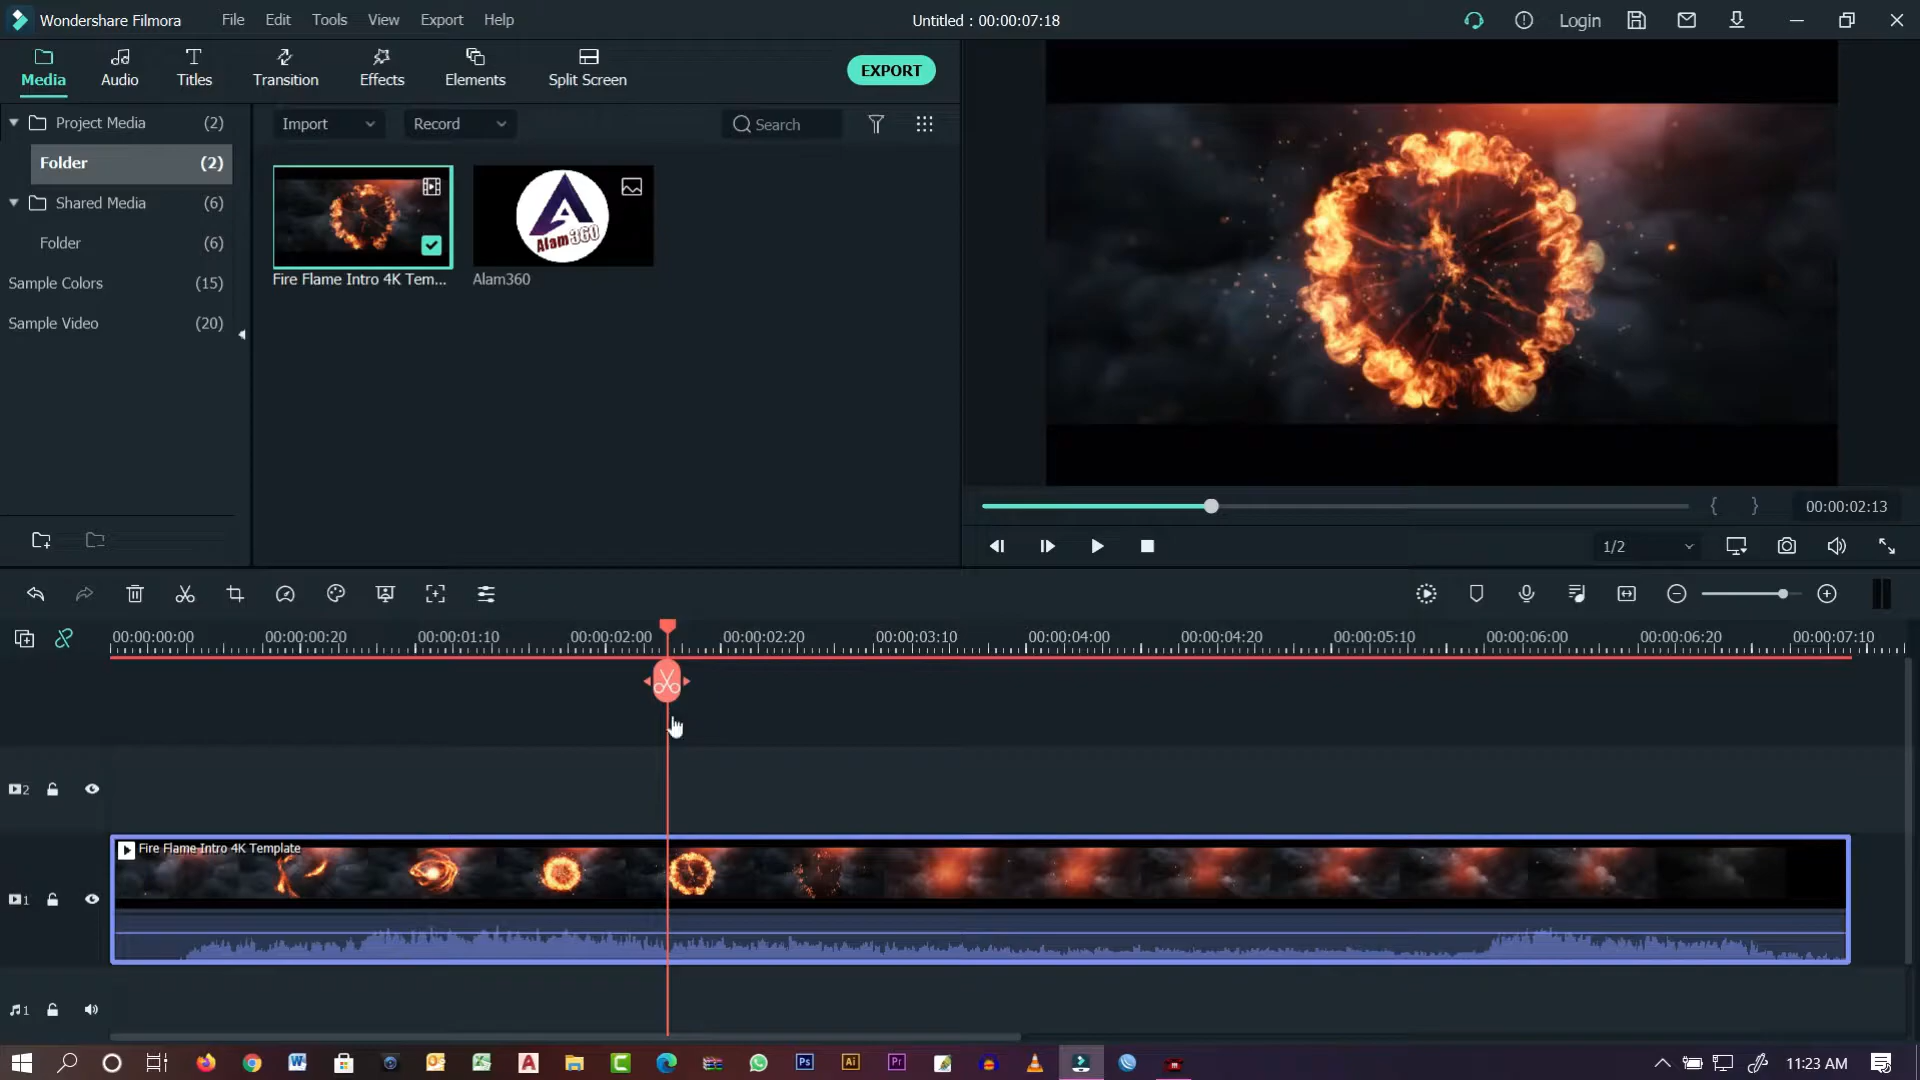 Wondershare Filmora
File Edit Tools View Export Help
Untitled : 00:00:07:18
Login
Media
Audio
Titles
Transition
Effects
Elements
Split Screen
EXPORT
Project Media (2)
Folder (2)
Shared Media (6)
Folder (6)
Sample Colors (15)
Sample Video (20)
Import
Record
Search
Alam360
Fire Flame Intro 4K Tem...
Alam360
00:00:02:13
1/2
00:00:00:00 00:00:00:20 00:00:01:10 00:00:02:00 00:00:02:20 00:00:03:10 00:00:04:00 00:00:04:20 00:00:05:10 00:00:06:00 00:00:06:20 00:00:07:10
2
Fire Flame Intro 4K Template
1
1
11:23 AM